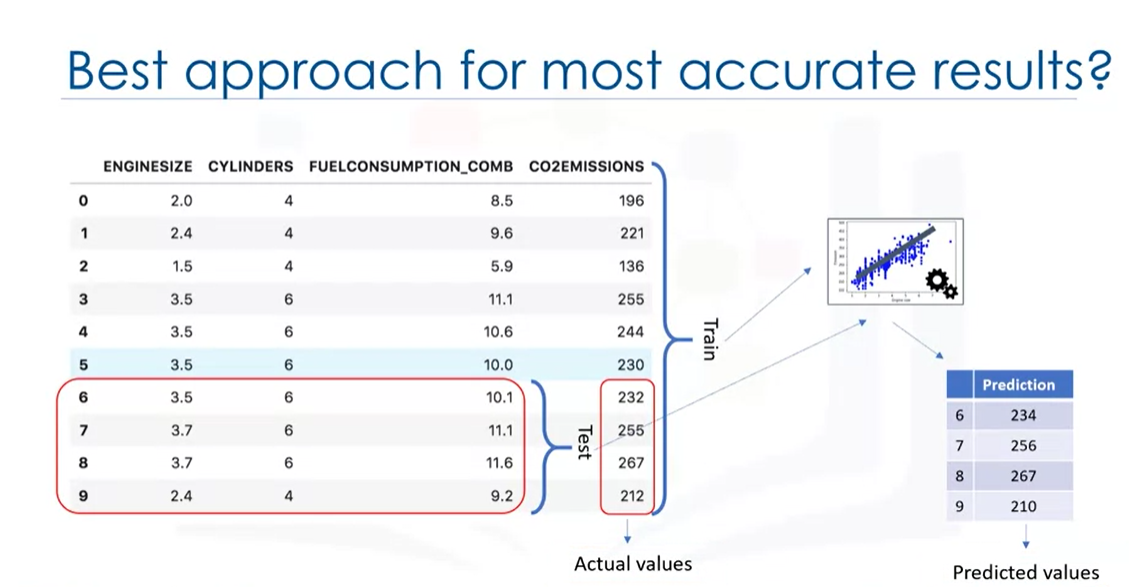 Best approach for most accurate results?
ENGINESIZE CYLINDERS FUELCONSUMPTION_COMB CO2EMISSIONS
0 2.0 4 8.5 196
1 2.4 4 9.6 221
2 1.5 4 5.9 136
3 3.5 6 11.1 255
4 3.5 6 10.6 244
5 3.5 6 10.0 230
6 3.5 6 10.1 232
7 3.7 6 11.1 255
8 3.7 6 11.6 267
9 2.4 4 9.2 212
Test
Train
Actual values
Prediction
6 234
7 256
8 267
9 210
Predicted values